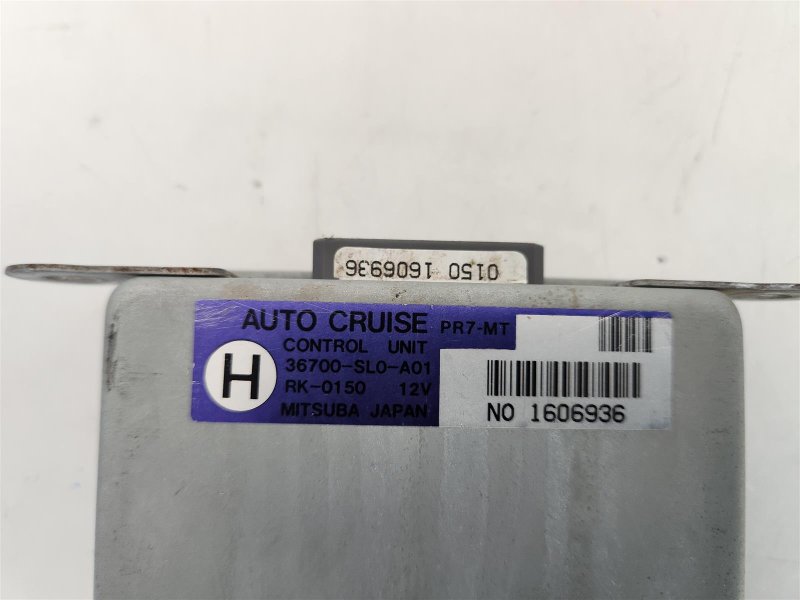 0150 1606936
AUTO CRUISE PR7-MT
CONTROL UNIT
36700-SL0-A01
H
RK-0150 12V
MITSUBA JAPAN
NO 1606936